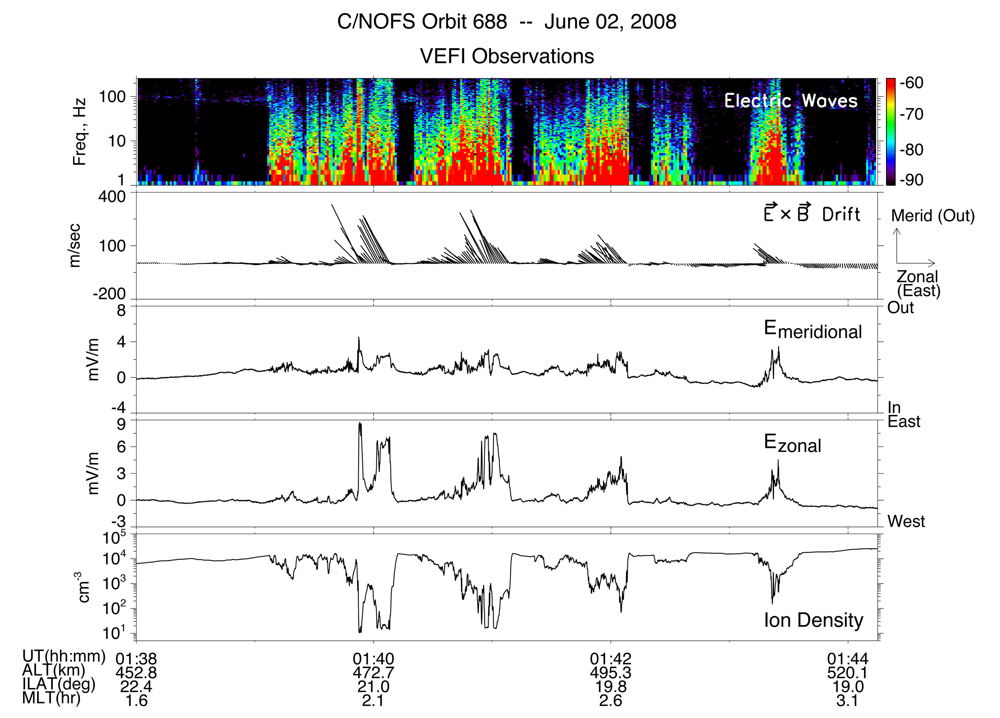 C/NOFS Orbit 688 -- June 02, 2008
VEFI Observations
Freq., Hz
100
10
1
Electric Waves
-60
-70
-80
-90
m/sec
400
100
-200
E × B Drift
Merid (Out)
Zonal
(East)
mV/m
8
4
0
-4
Emeridional
Out
In
mV/m
9
6
3
0
-3
Ezonal
East
West
cm-3
10^5
10^4
10^3
10^2
10^1
Ion Density
UT(hh:mm) 01:38 01:40 01:42 01:44
ALT(km) 452.8 472.7 495.3 520.1
ILAT(deg) 22.4 21.0 19.8 19.0
MLT(hr) 1.6 2.1 2.6 3.1